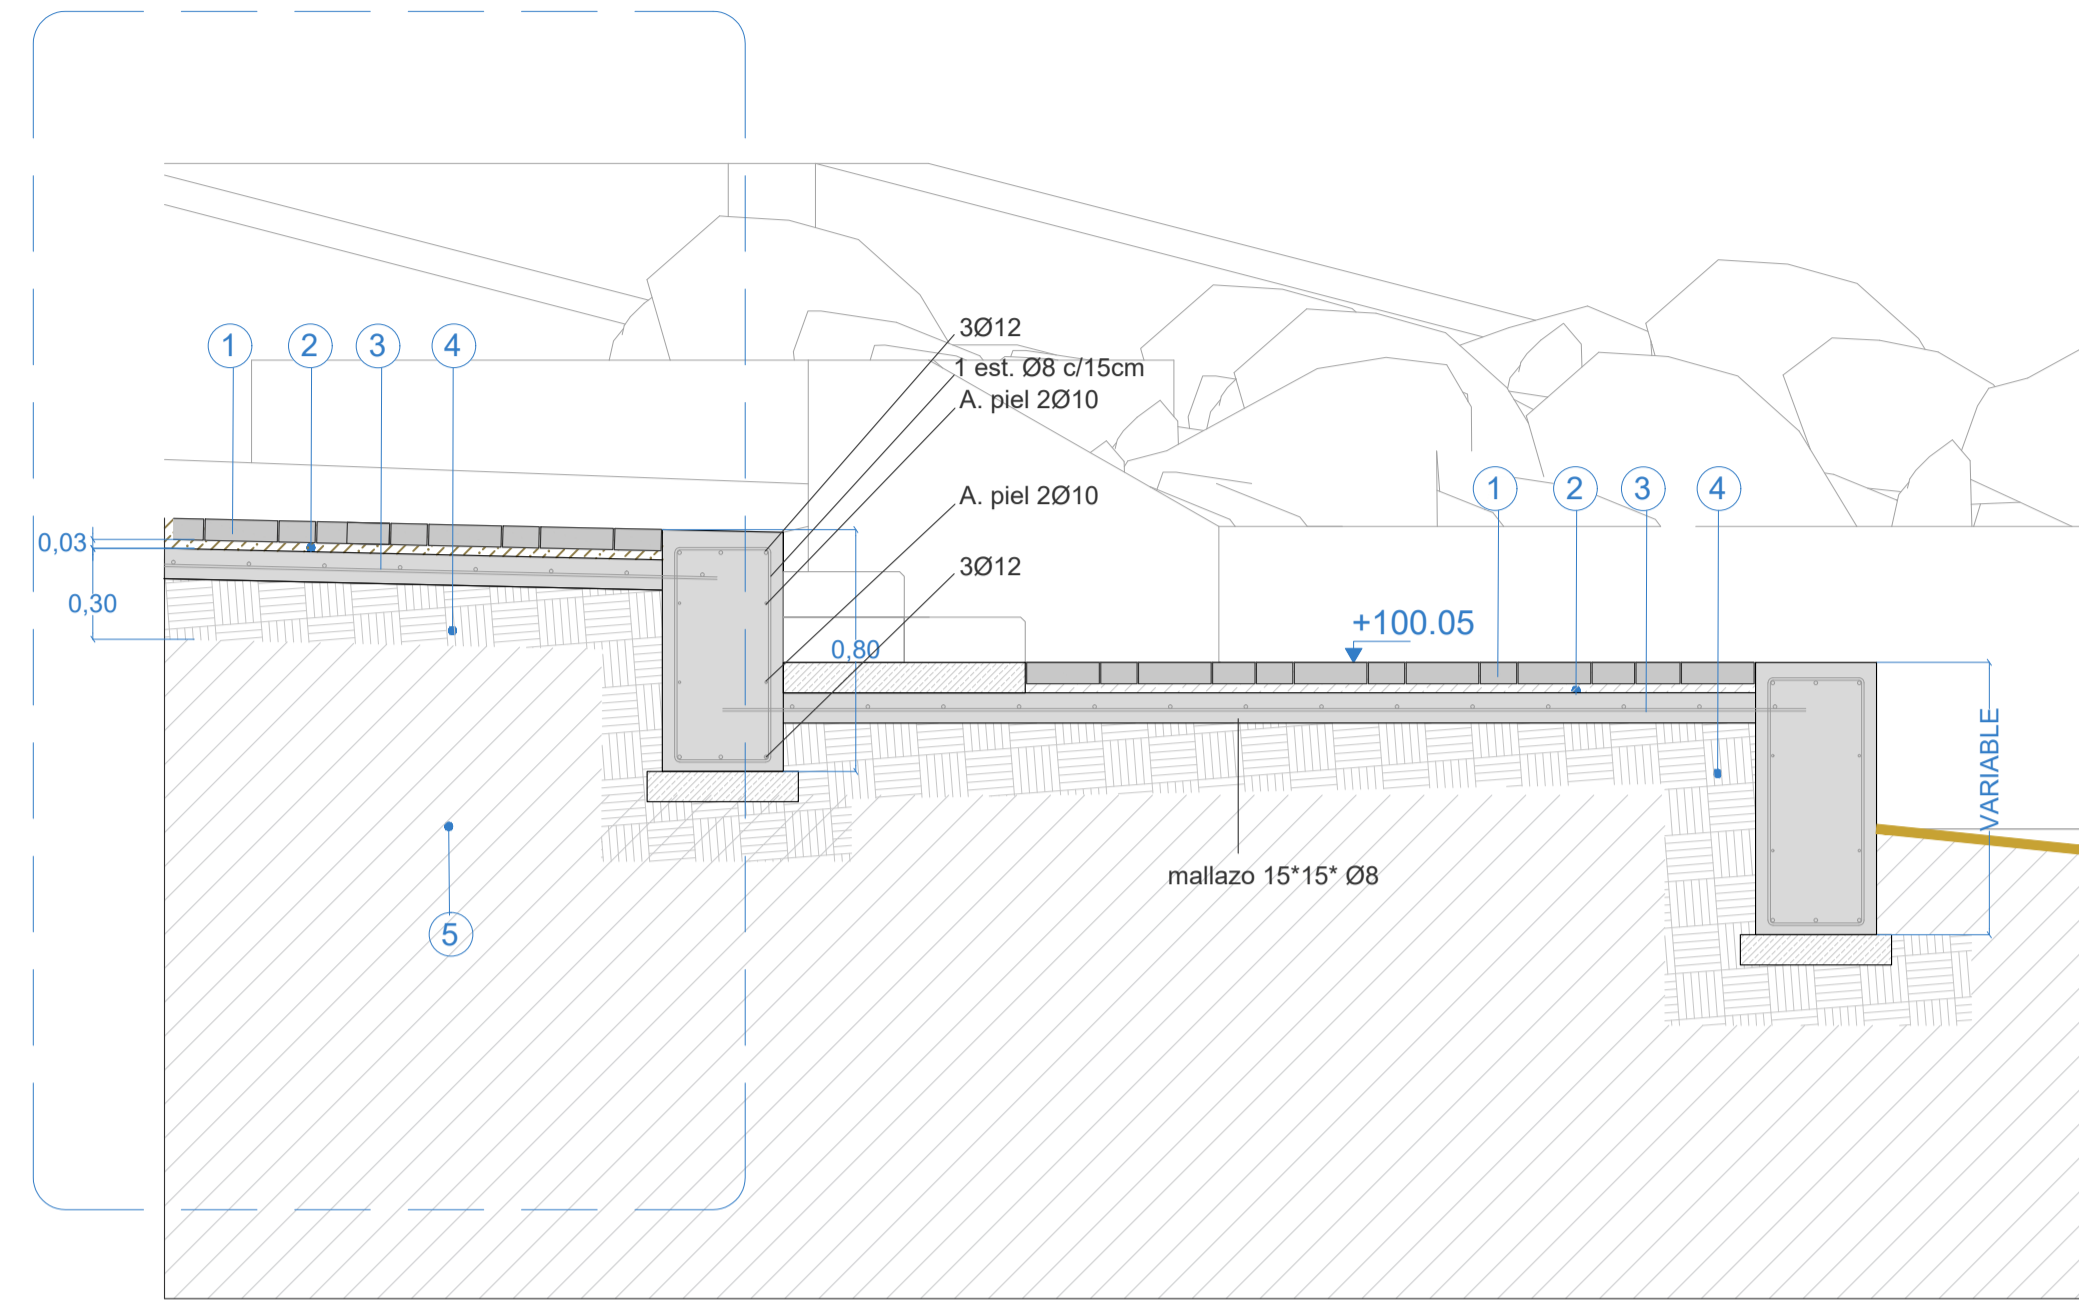 3Ø12
1 2 3 4
1 est. Ø8 c/15cm
A. piel 2Ø10
A. piel 2Ø10
1 2 3 4
0,03
3Ø12
0,30
+100.05
0,80
VARIABLE
mallazo 15*15* Ø8
5